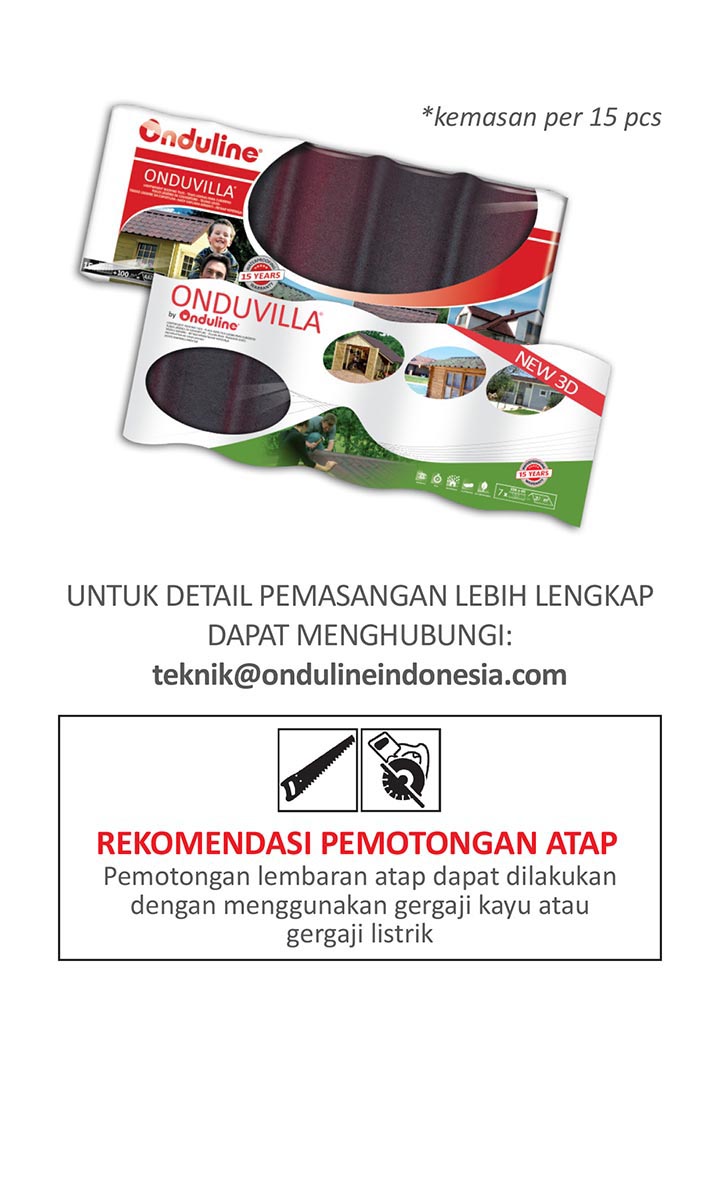 *kemasan per 15 pcs
Onduline®
ONDUVILLA®
15 YEARS
WARRANTY
ONDUVILLA®
by Onduline®
NEW 3D
15 YEARS
UNTUK DETAIL PEMASANGAN LEBIH LENGKAP
DAPAT MENGHUBUNGI:
teknik@ondulineindonesia.com
REKOMENDASI PEMOTONGAN ATAP
Pemotongan lembaran atap dapat dilakukan
dengan menggunakan gergaji kayu atau
gergaji listrik